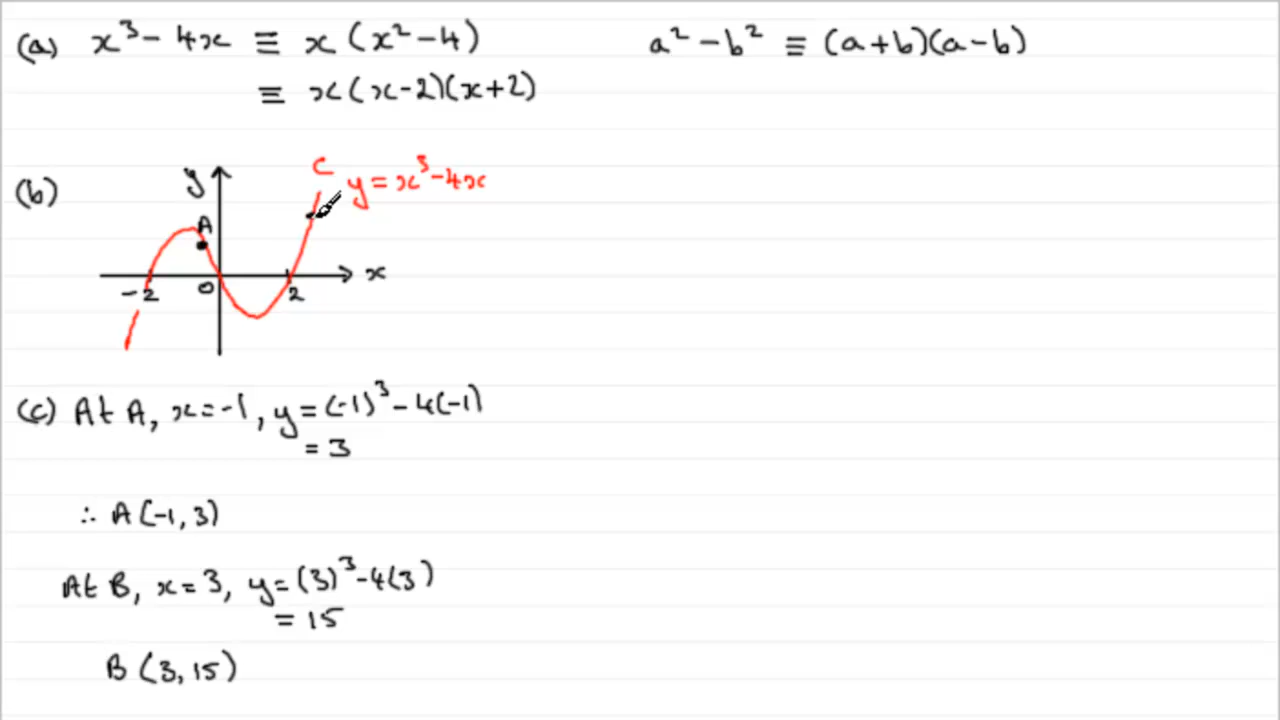 (a) x³ - 4x ≡ x (x² - 4)
a² - b² ≡ (a+b)(a-b)
≡ x(x-2)(x+2)
(b)
y
C
y = x³ - 4x
A
x
-2
0
2
(c) At A, x = -1, y = (-1)³ - 4(-1)
= 3
∴ A (-1, 3)
At B, x = 3, y = (3)³ - 4(3)
= 15
B (3, 15)